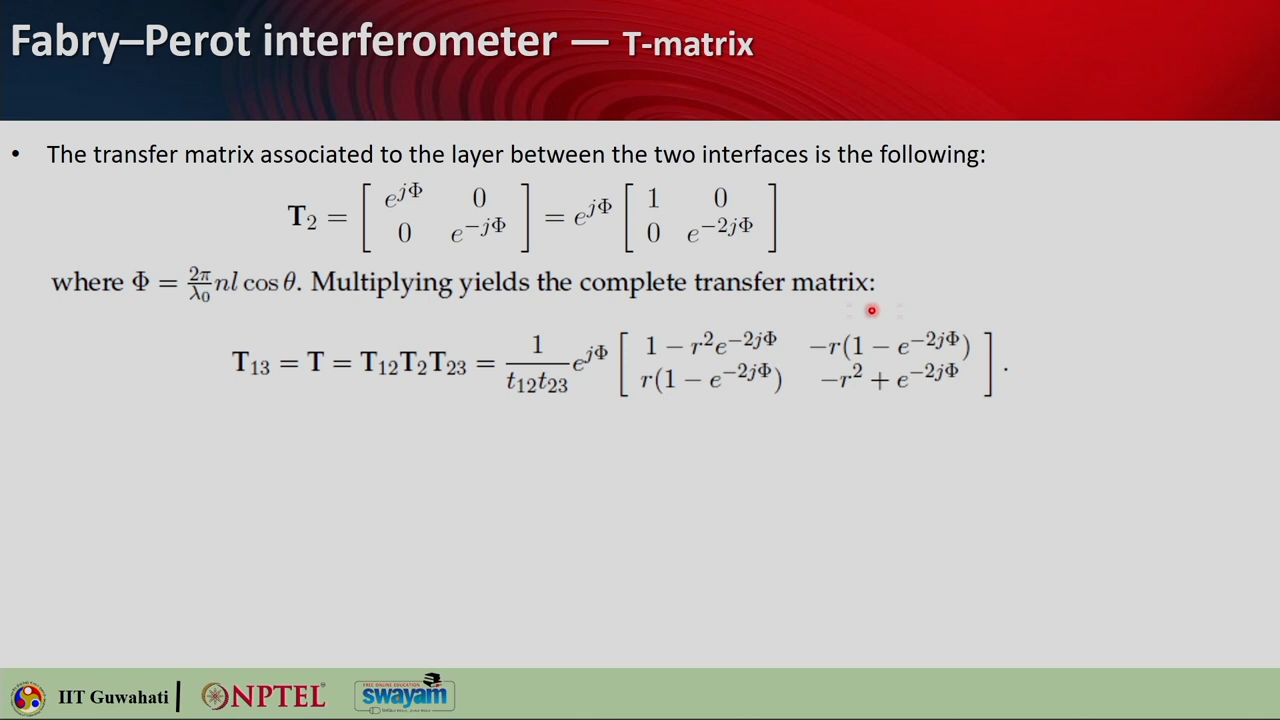 Fabry–Perot interferometer — T-matrix
• The transfer matrix associated to the layer between the two interfaces is the following:
T₂ = [ e^{jΦ} 0 ; 0 e^{−jΦ} ] = e^{jΦ} [ 1 0 ; 0 e^{−2jΦ} ]
where Φ = 2π/λ₀ nl cos θ. Multiplying yields the complete transfer matrix:
T₁₃ = T = T₁₂T₂T₂₃ = 1/(t₁₂t₂₃) e^{jΦ} [ 1 − r²e^{−2jΦ} −r(1 − e^{−2jΦ}) ; r(1 − e^{−2jΦ}) −r² + e^{−2jΦ} ] .
IIT Guwahati | NPTEL swayam
FREE ONLINE EDUCATION